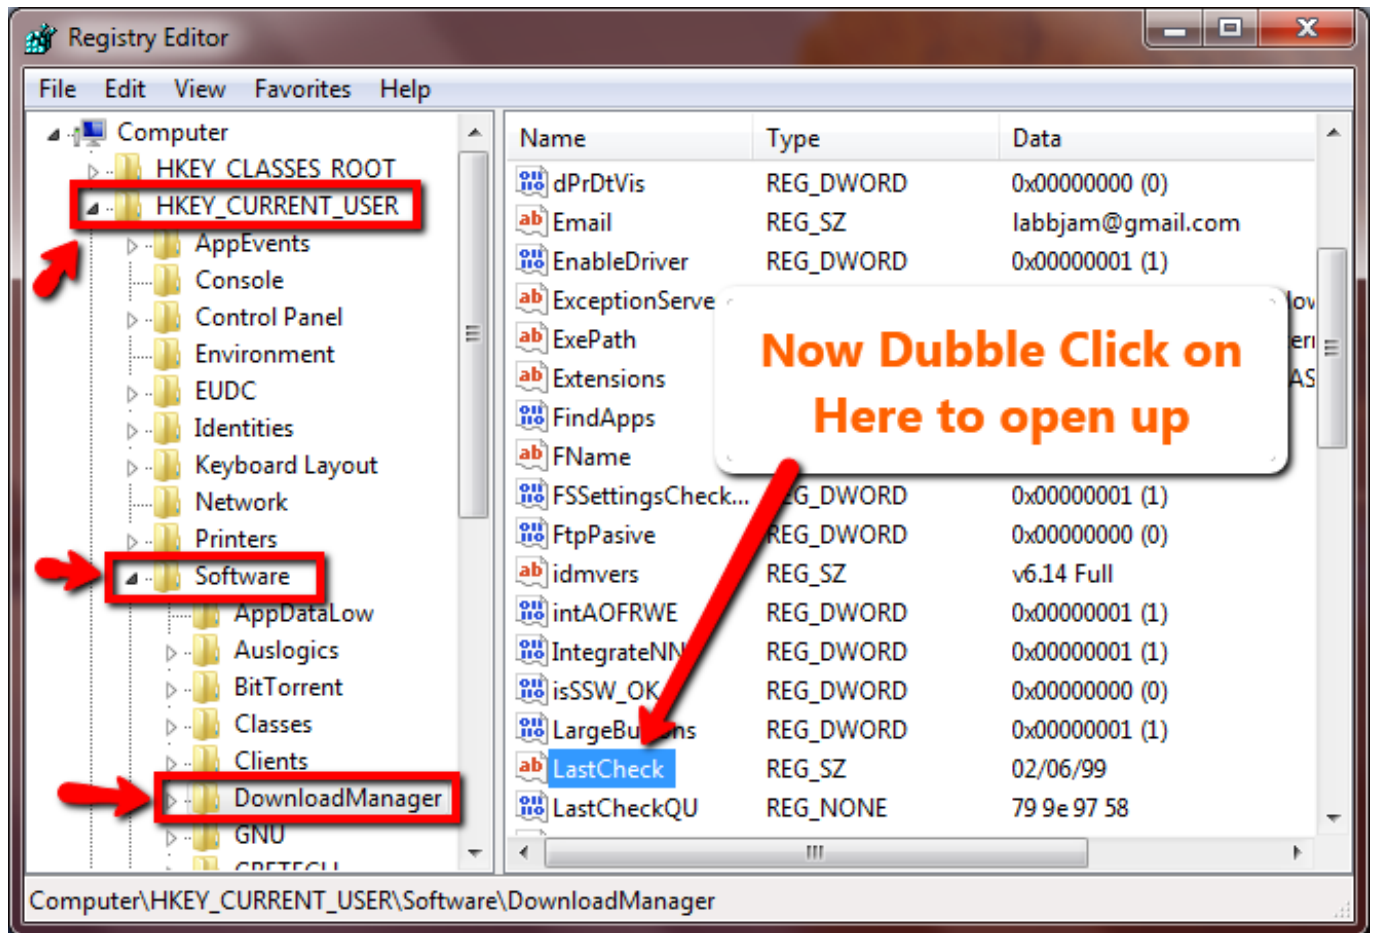 Registry Editor
File Edit View Favorites Help
Computer
HKEY_CLASSES_ROOT
HKEY_CURRENT_USER
AppEvents
Console
Control Panel
Environment
EUDC
Identities
Keyboard Layout
Network
Printers
Software
AppDataLow
Auslogics
BitTorrent
Classes
Clients
DownloadManager
GNU
Name Type Data
dPrDtVis REG_DWORD 0x00000000 (0)
Email REG_SZ labbjam@gmail.com
EnableDriver REG_DWORD 0x00000001 (1)
ExceptionServe
ExePath
Extensions AS
FindApps
FName
Now Dubble Click on
Here to open up
FSSettingsCheck... REG_DWORD 0x00000001 (1)
FtpPasive REG_DWORD 0x00000000 (0)
idmvers REG_SZ v6.14 Full
intAOFRWE REG_DWORD 0x00000001 (1)
IntegrateNN REG_DWORD 0x00000001 (1)
isSSW_OK REG_DWORD 0x00000000 (0)
LargeButtons REG_DWORD 0x00000001 (1)
LastCheck REG_SZ 02/06/99
LastCheckQU REG_NONE 79 9e 97 58
Computer\HKEY_CURRENT_USER\Software\DownloadManager